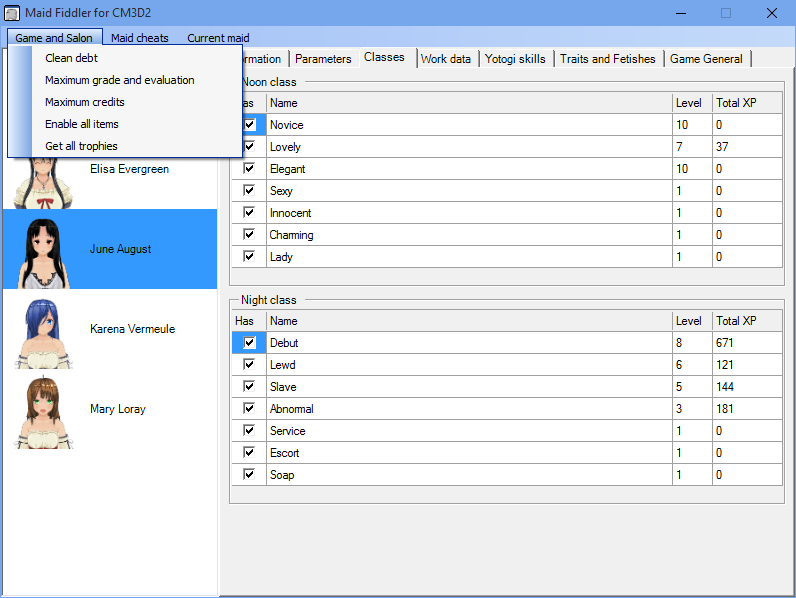 Maid Fiddler for CM3D2
Game and Salon Maid cheats Current maid
Clean debt
Maximum grade and evaluation
Maximum credits
Enable all items
Get all trophies
Elisa Evergreen
June August
Karena Vermeule
Mary Loray
Parameters Classes Work data Yotogi skills Traits and Fetishes Game General
Noon class
Name Level Total XP
Novice 10 0
Lovely 7 37
Elegant 10 0
Sexy 1 0
Innocent 1 0
Charming 1 0
Lady 1 0
Night class
Has Name Level Total XP
Debut 8 671
Lewd 6 121
Slave 5 144
Abnormal 3 181
Service 1 0
Escort 1 0
Soap 1 0